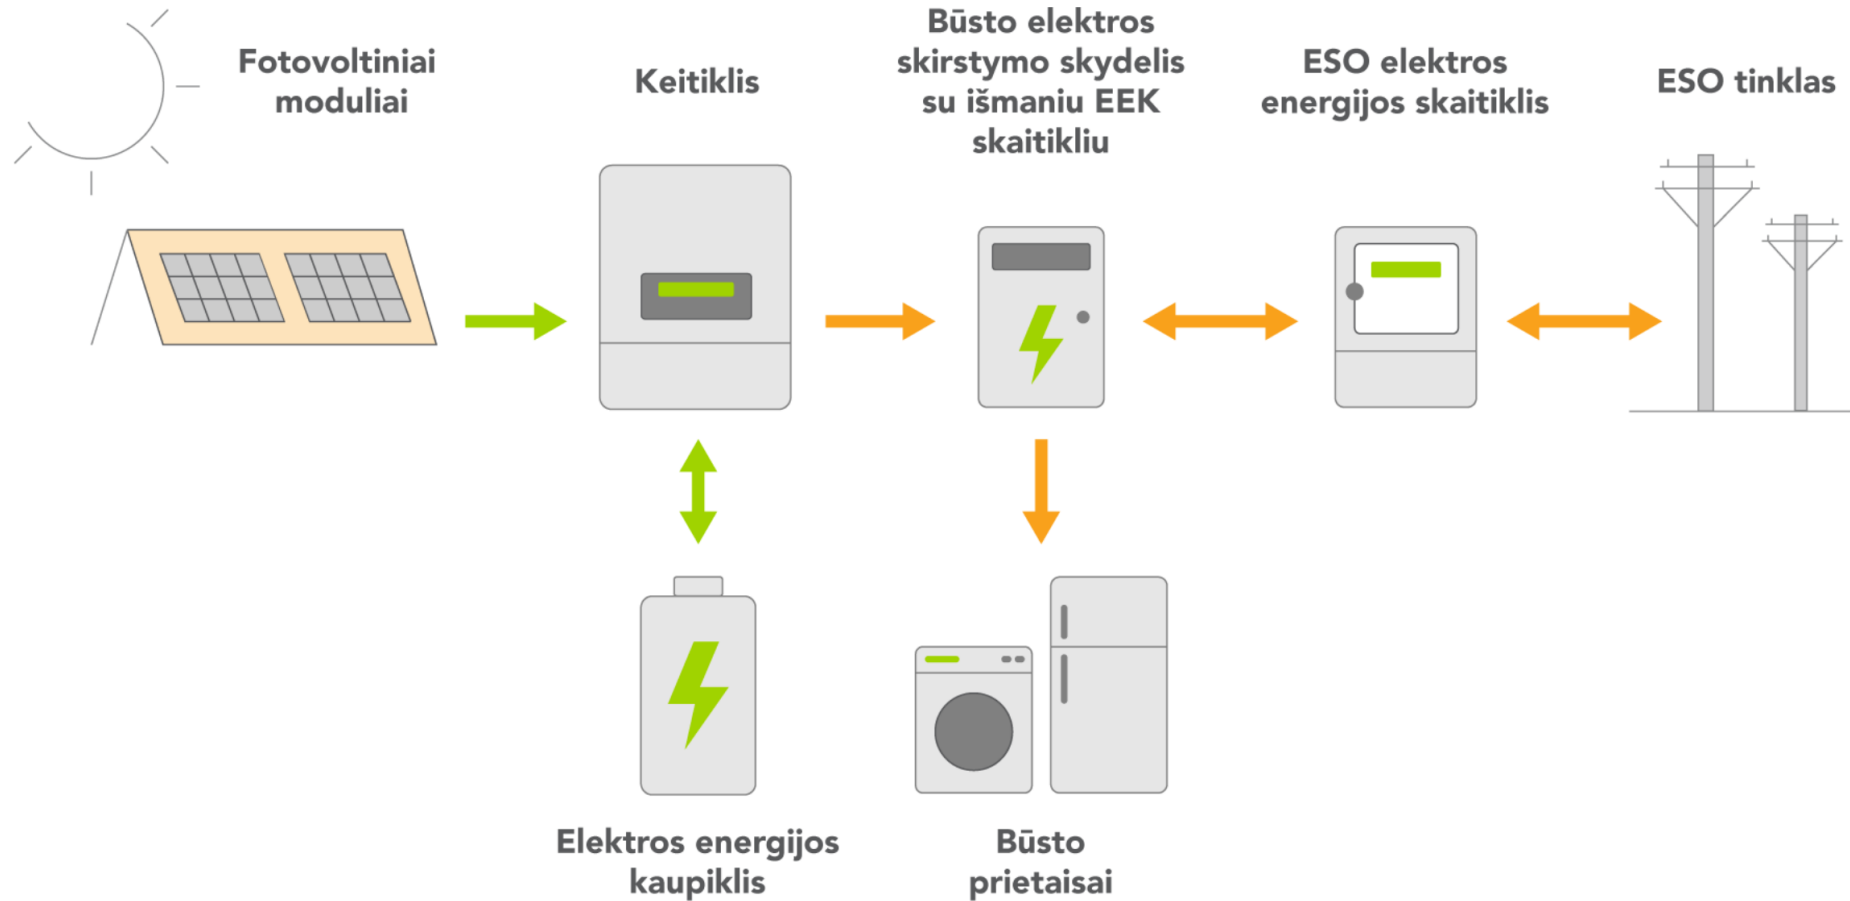 Fotovoltiniai
moduliai
Keitiklis
Būsto elektros
skirstymo skydelis
su išmaniu EEK
skaitikliu
ESO elektros
energijos skaitiklis
ESO tinklas
Elektros energijos
kaupiklis
Būsto
prietaisai